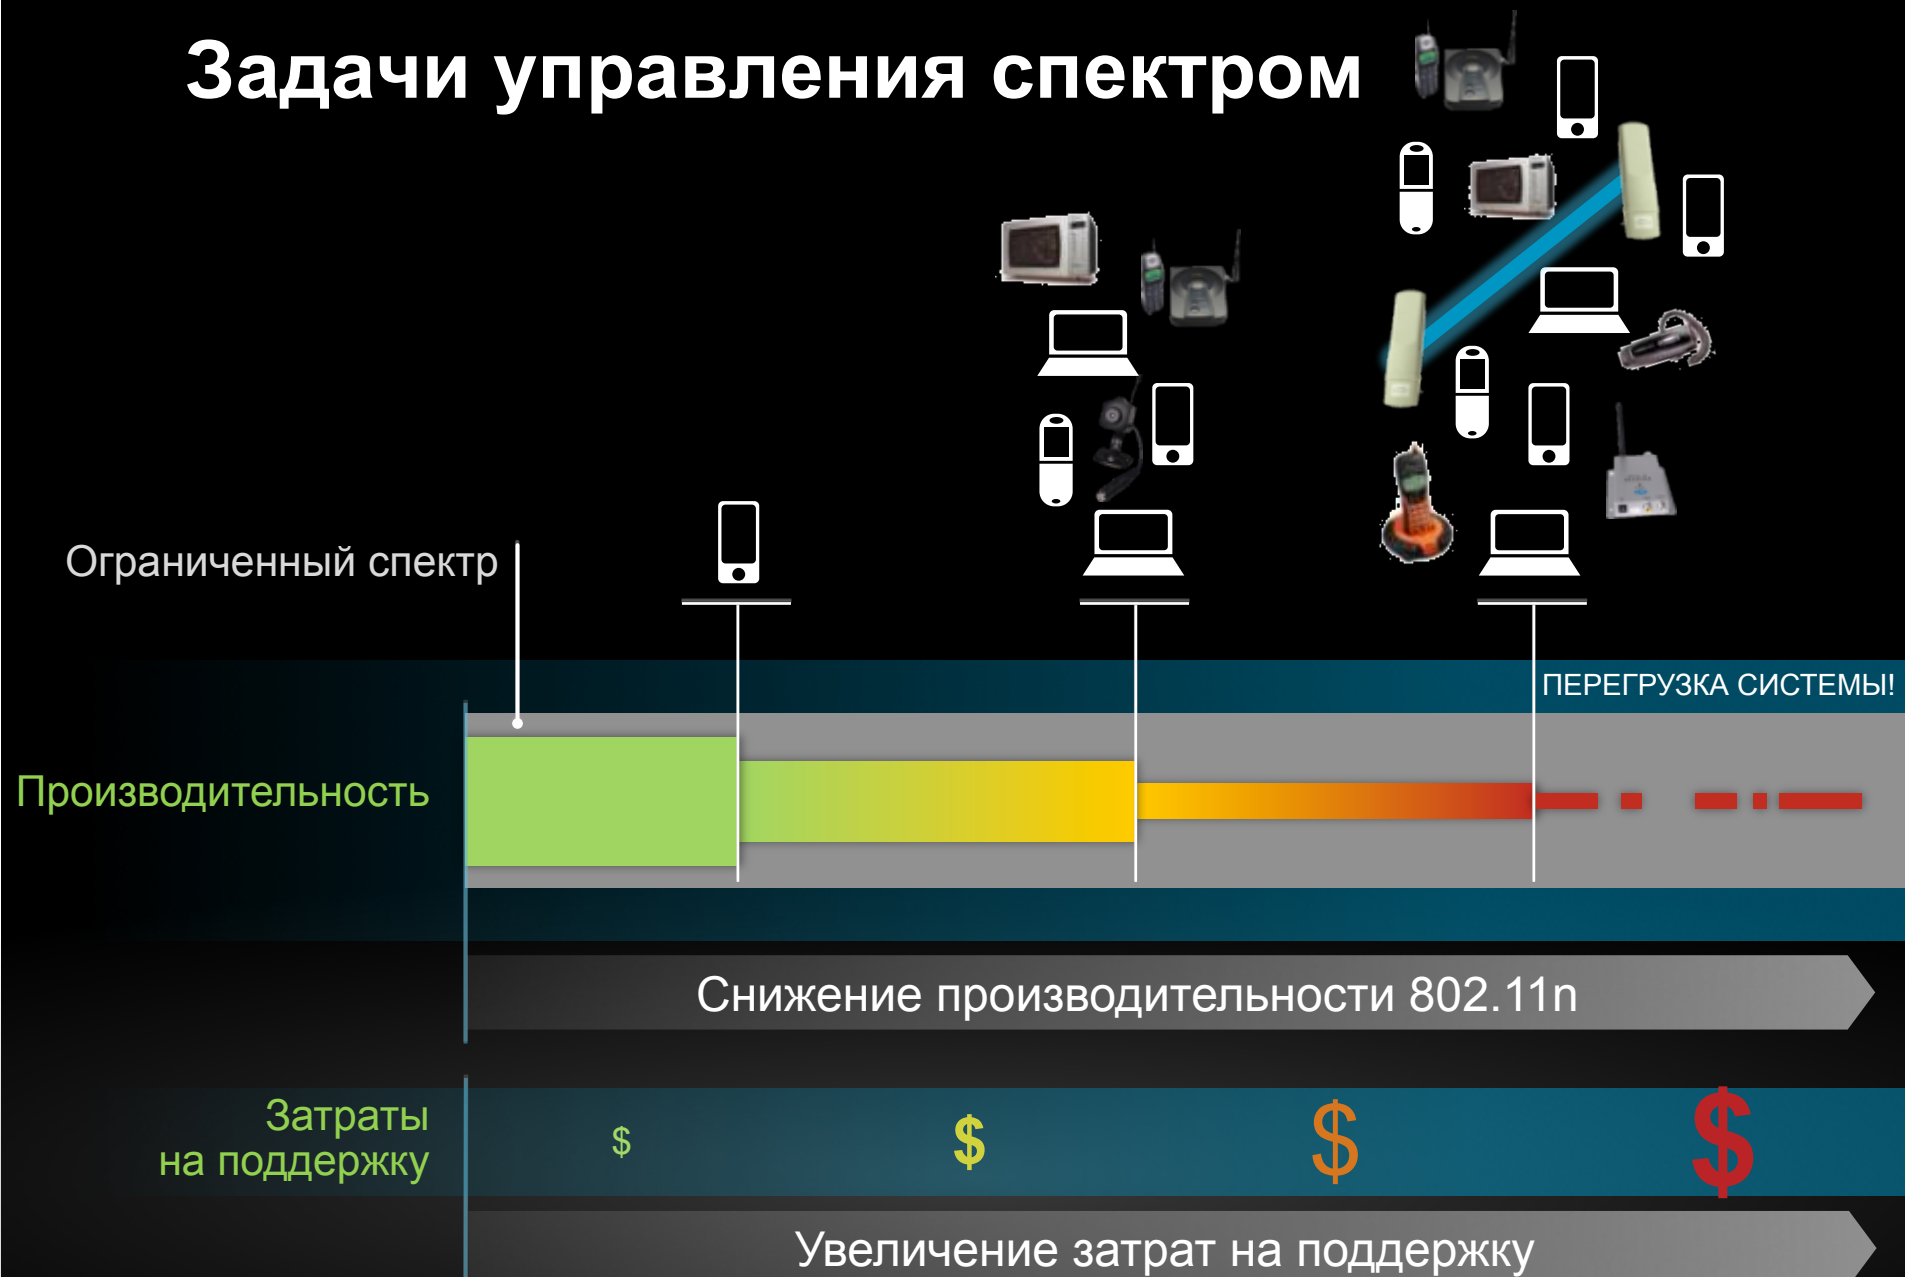 Задачи управления спектром
Ограниченный спектр
ПЕРЕГРУЗКА СИСТЕМЫ!
Производительность
Снижение производительности 802.11n
Затраты
на поддержку
$ $ $ $
Увеличение затрат на поддержку